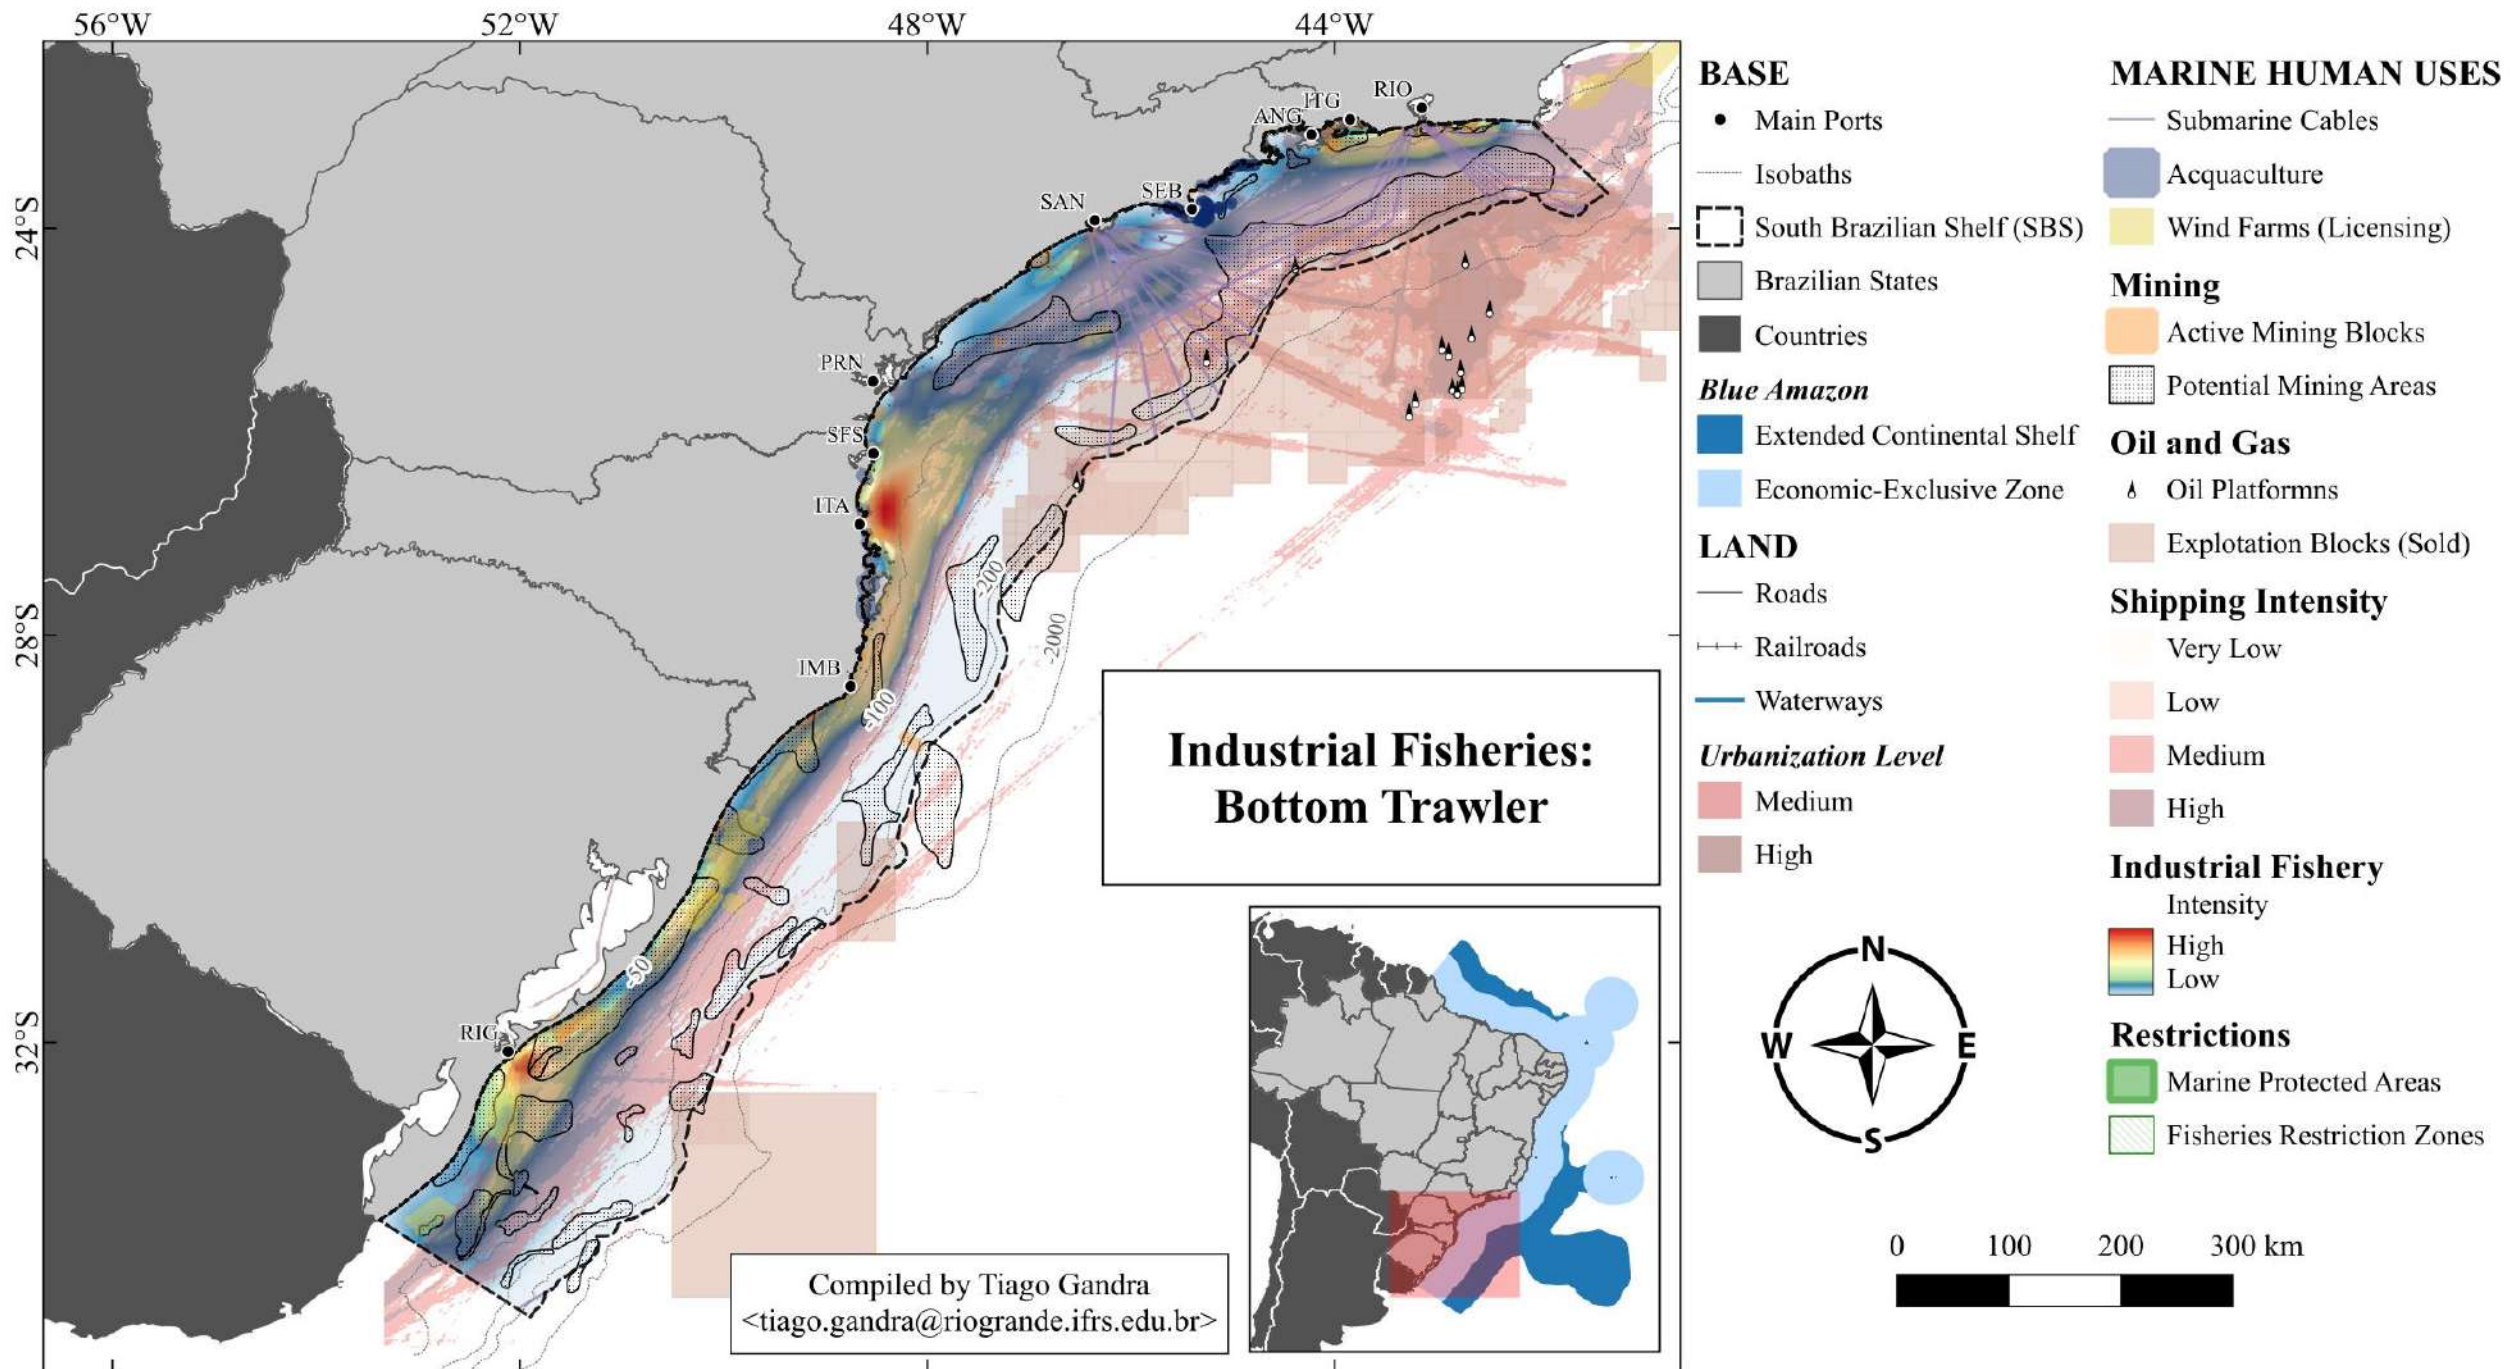 56°W
52°W
48°W
44°W
24°S
28°S
32°S
RIO
ITG
ANG
SEB
SAN
PRN
SFS
ITA
IMB
RIG
-200
-2000
-100
-50
Industrial Fisheries:
Bottom Trawler
Compiled by Tiago Gandra
<tiago.gandra@riogrande.ifrs.edu.br>
BASE
Main Ports
Isobaths
South Brazilian Shelf (SBS)
Brazilian States
Countries
Blue Amazon
Extended Continental Shelf
Economic-Exclusive Zone
LAND
Roads
Railroads
Waterways
Urbanization Level
Medium
High
MARINE HUMAN USES
Submarine Cables
Acquaculture
Wind Farms (Licensing)
Mining
Active Mining Blocks
Potential Mining Areas
Oil and Gas
Oil Platformns
Explotation Blocks (Sold)
Shipping Intensity
Very Low
Low
Medium
High
Industrial Fishery
Intensity
High
Low
Restrictions
Marine Protected Areas
Fisheries Restriction Zones
N
W
E
S
0 100 200 300 km